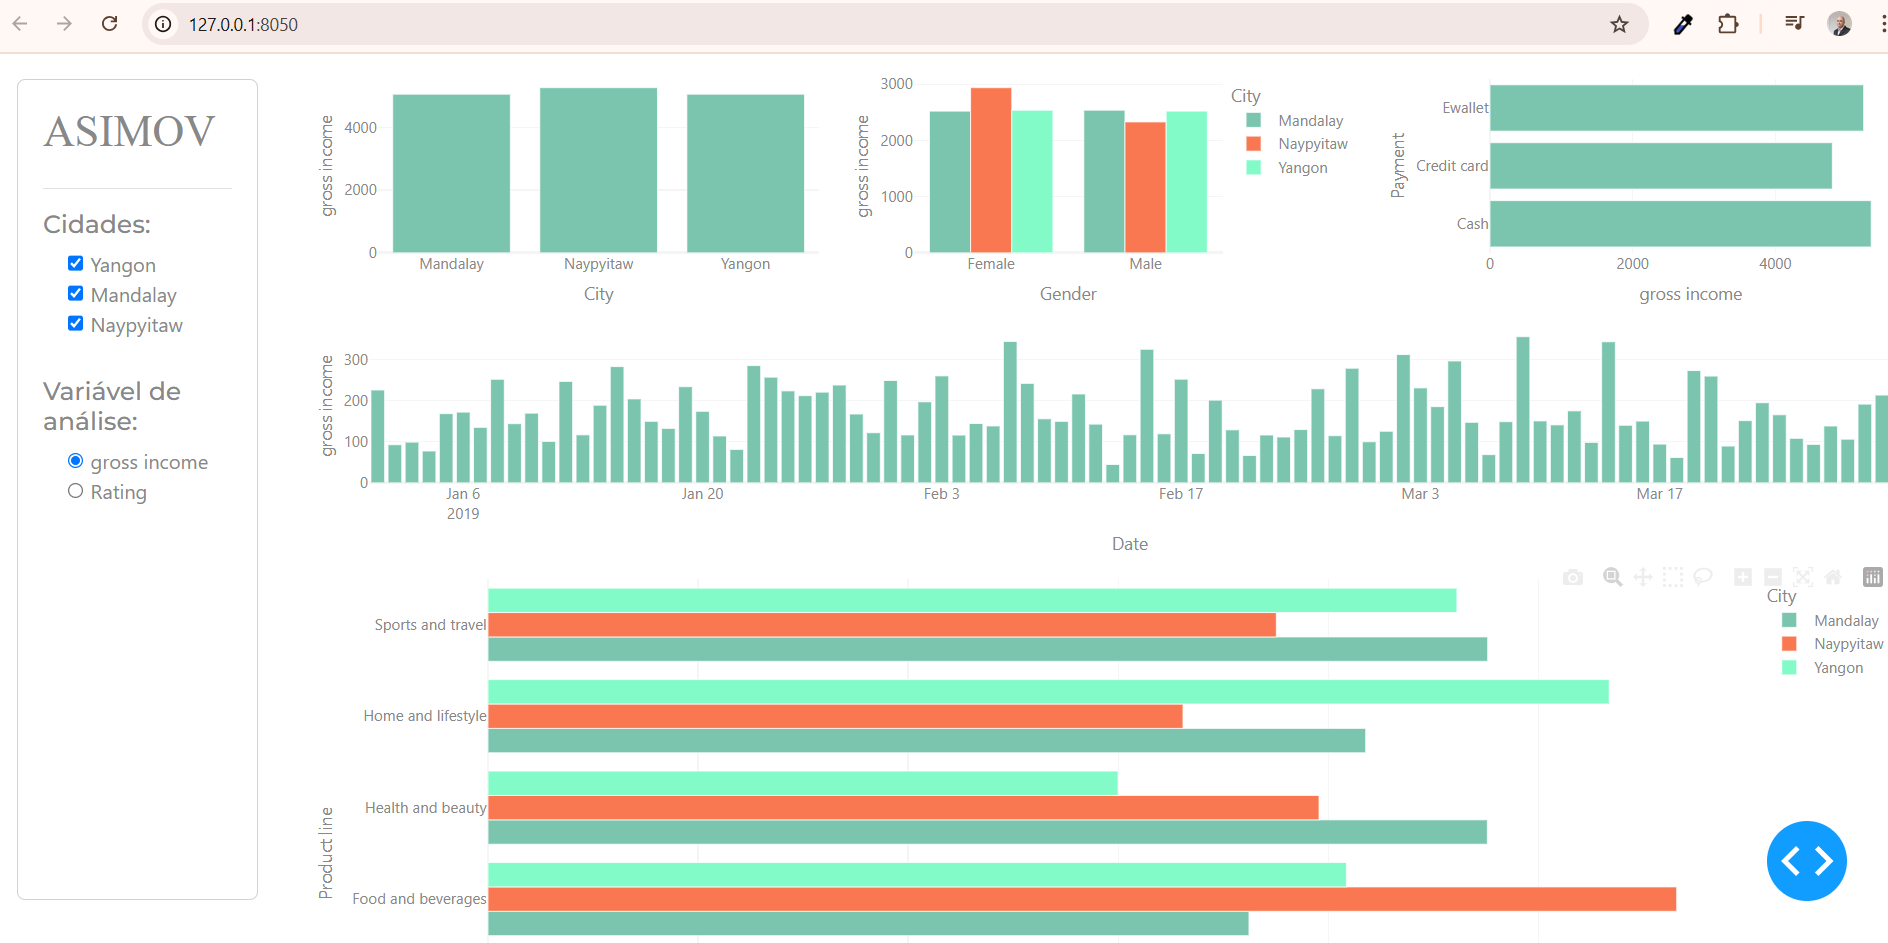 127.0.0.1:8050
ASIMOV
Cidades:
Yangon
Mandalay
Naypyitaw
Variável de
análise:
gross income
Rating
gross income
4000
2000
0
Mandalay Naypyitaw Yangon
City
gross income
3000
2000
1000
0
Female Male
Gender
City
Mandalay
Naypyitaw
Yangon
Payment
Ewallet
Credit card
Cash
0 2000 4000
gross income
gross income
300
200
100
0
Jan 6 Jan 20 Feb 3 Feb 17 Mar 3 Mar 17
2019
Date
City
Mandalay
Naypyitaw
Yangon
Product line
Sports and travel
Home and lifestyle
Health and beauty
Food and beverages